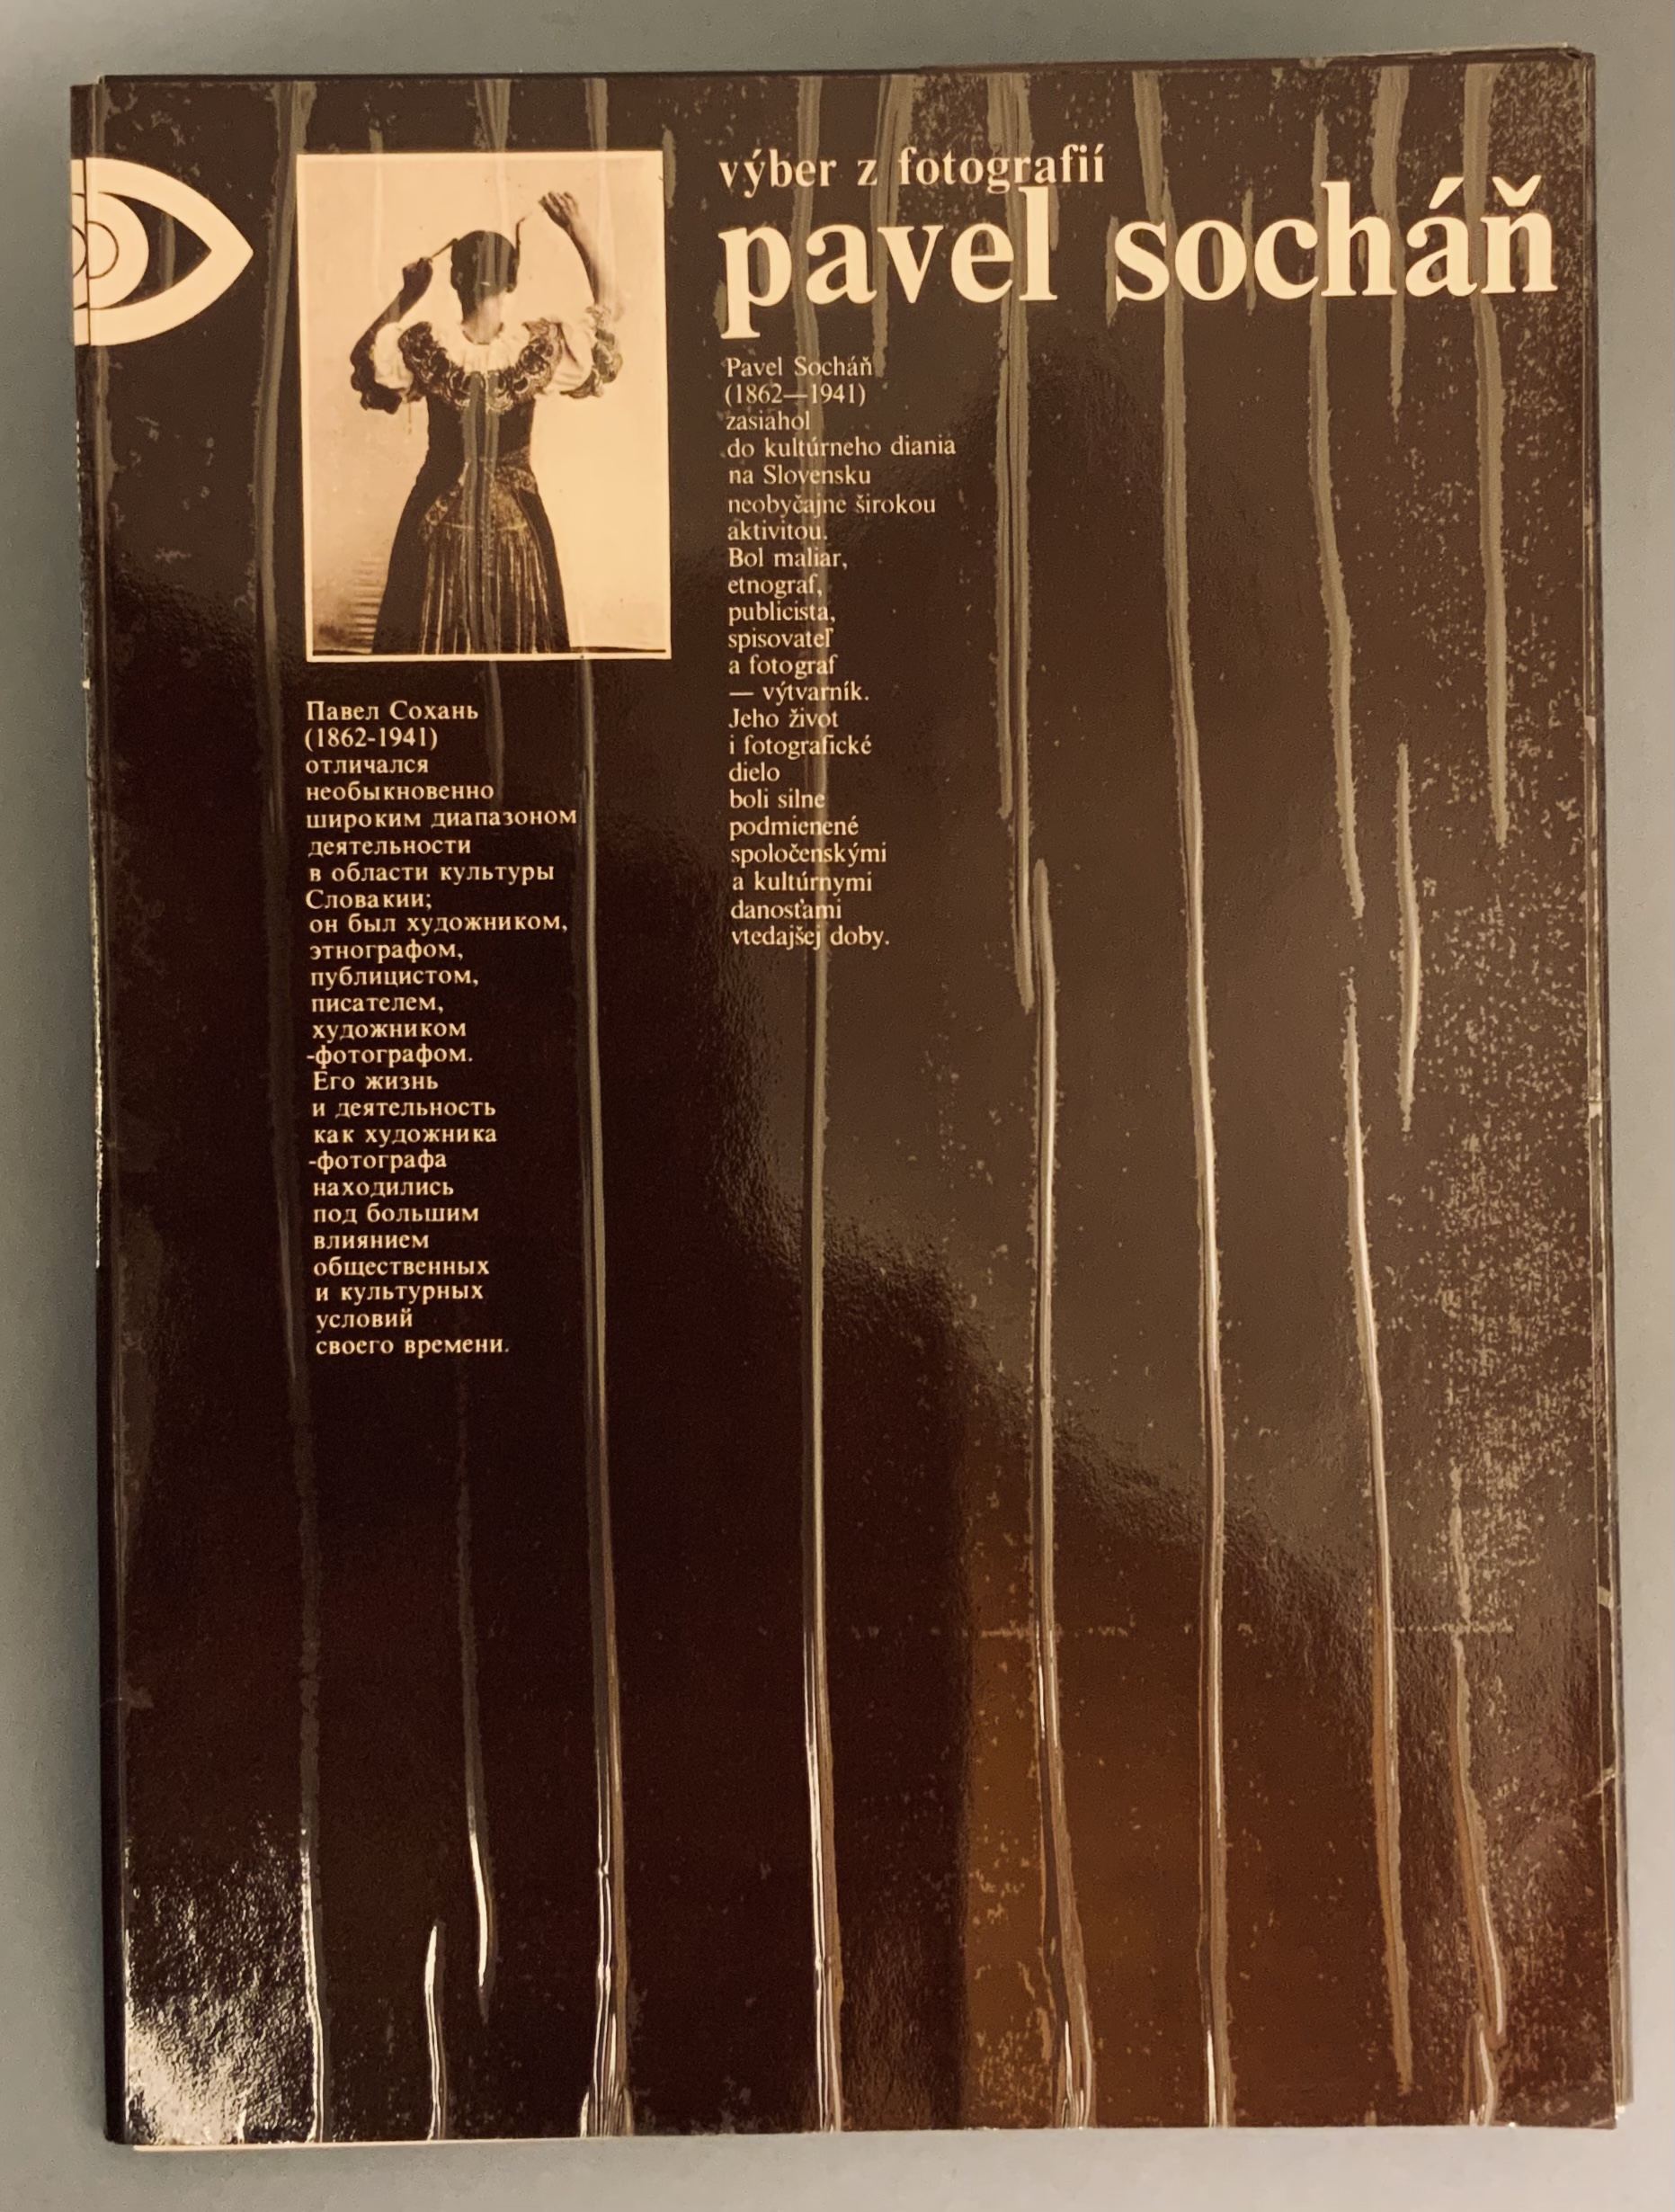 výber z fotografií
pavel socháň
Pavel Socháň
(1862—1941)
zasiahol
do kultúrneho diania
na Slovensku
neobyčajne širokou
aktivitou.
Bol maliar,
etnograf,
publicista,
spisovateľ
a fotograf
— výtvarník.
Jeho život
i fotografické
dielo
boli silne
podmienené
spoločenskými
a kultúrnymi
danosťami
vtedajšej doby.
Павел Сохань
(1862-1941)
отличался
необыкновенно
широким диапазоном
деятельности
в области культуры
Словакии;
он был художником,
этнографом,
публицистом,
писателем,
художником
-фотографом.
Его жизнь
и деятельность
как художника
-фотографа
находились
под большим
влиянием
общественных
и культурных
условий
своего времени.